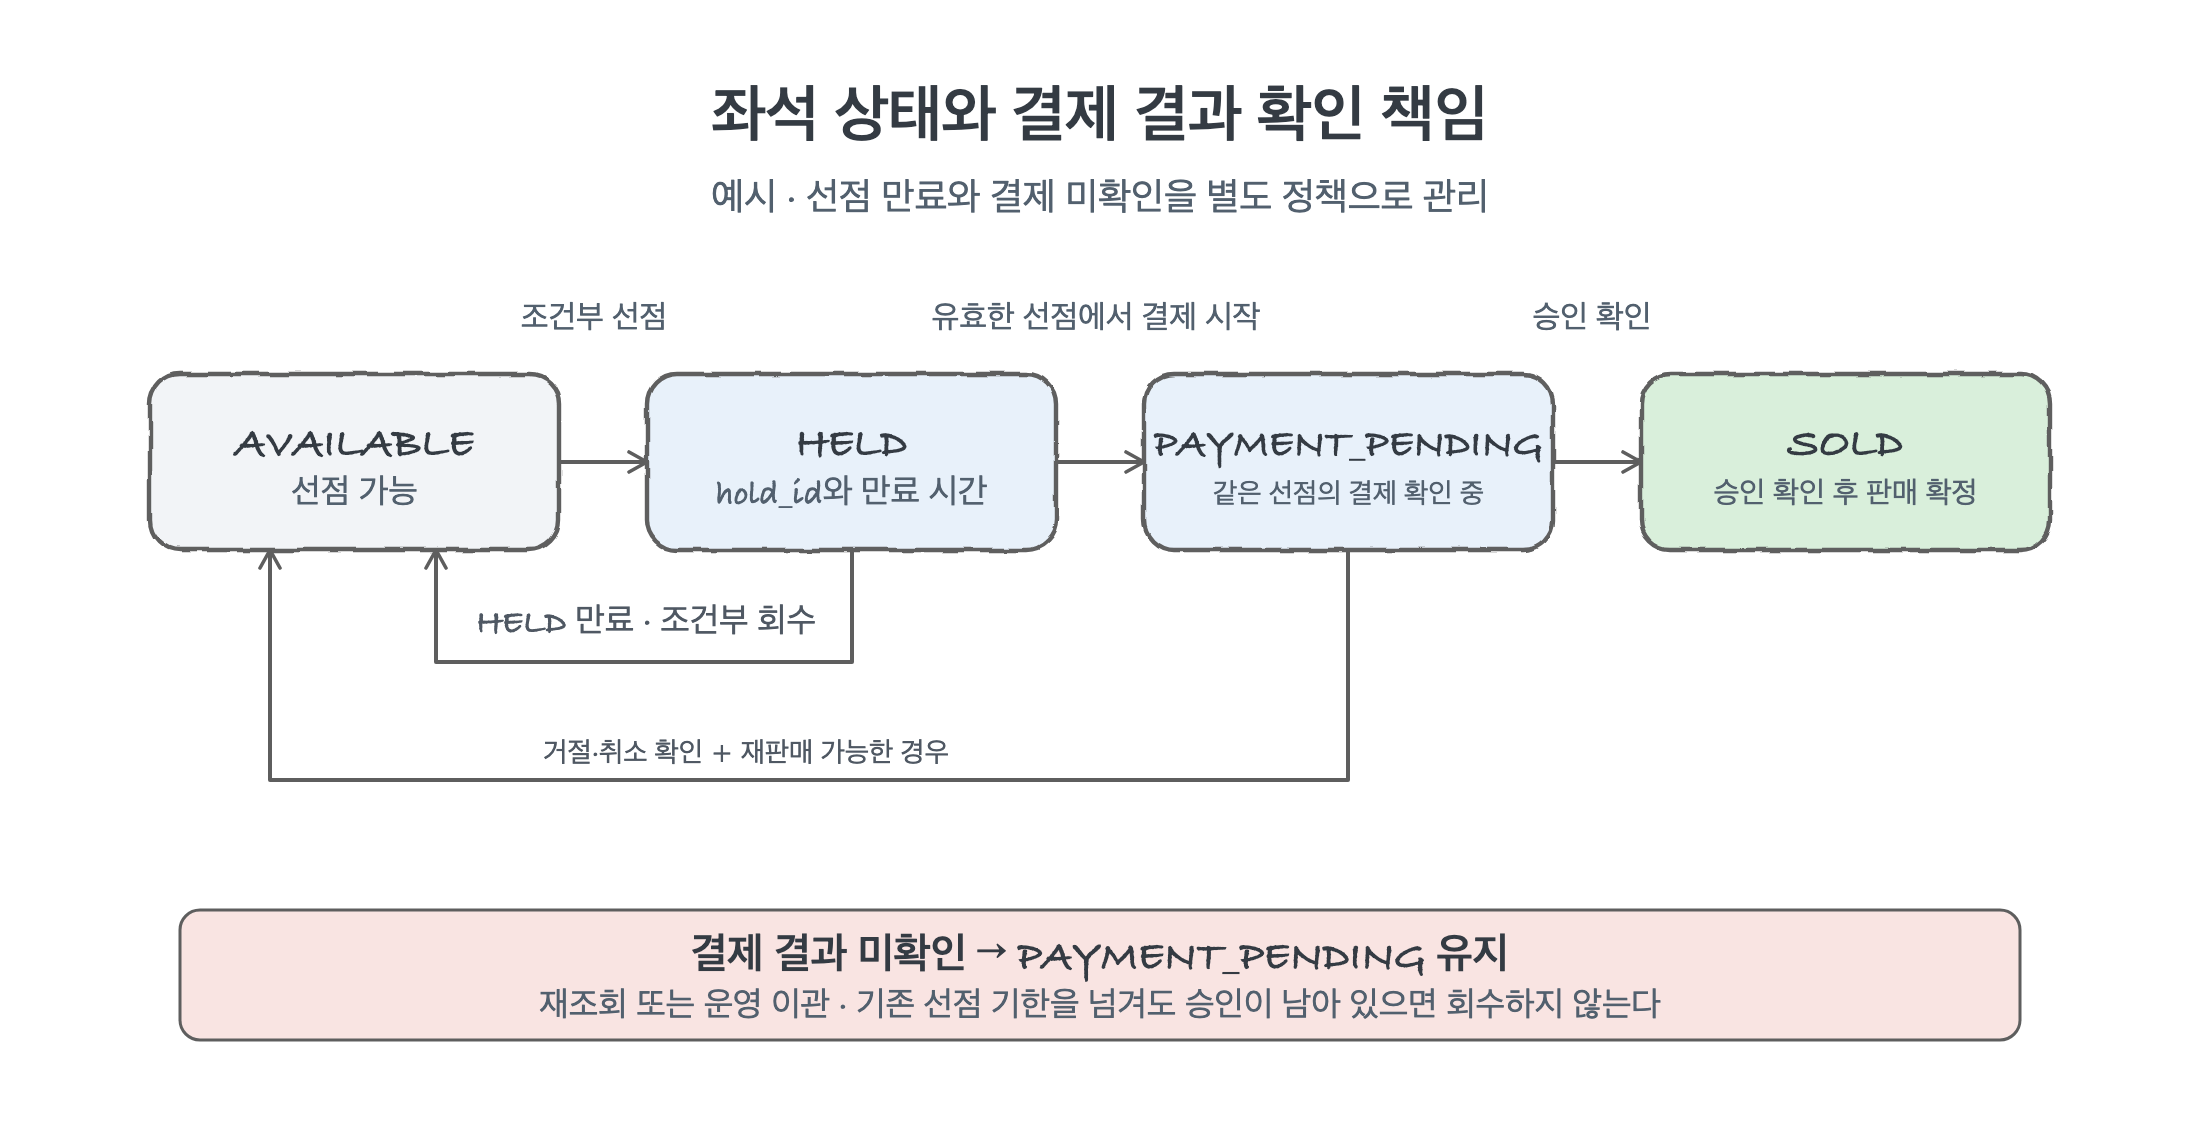 좌석 상태와 결제 결과 확인 책임
예시 · 선점 만료와 결제 미확인을 별도 정책으로 관리
조건부 선점
유효한 선점에서 결제 시작
승인 확인
AVAILABLE
선점 가능
HELD
hold_id와 만료 시간
PAYMENT_PENDING
같은 선점의 결제 확인 중
SOLD
승인 확인 후 판매 확정
HELD 만료 · 조건부 회수
거절·취소 확인 + 재판매 가능한 경우
결제 결과 미확인 → PAYMENT_PENDING 유지
재조회 또는 운영 이관 · 기존 선점 기한을 넘겨도 승인이 남아 있으면 회수하지 않는다